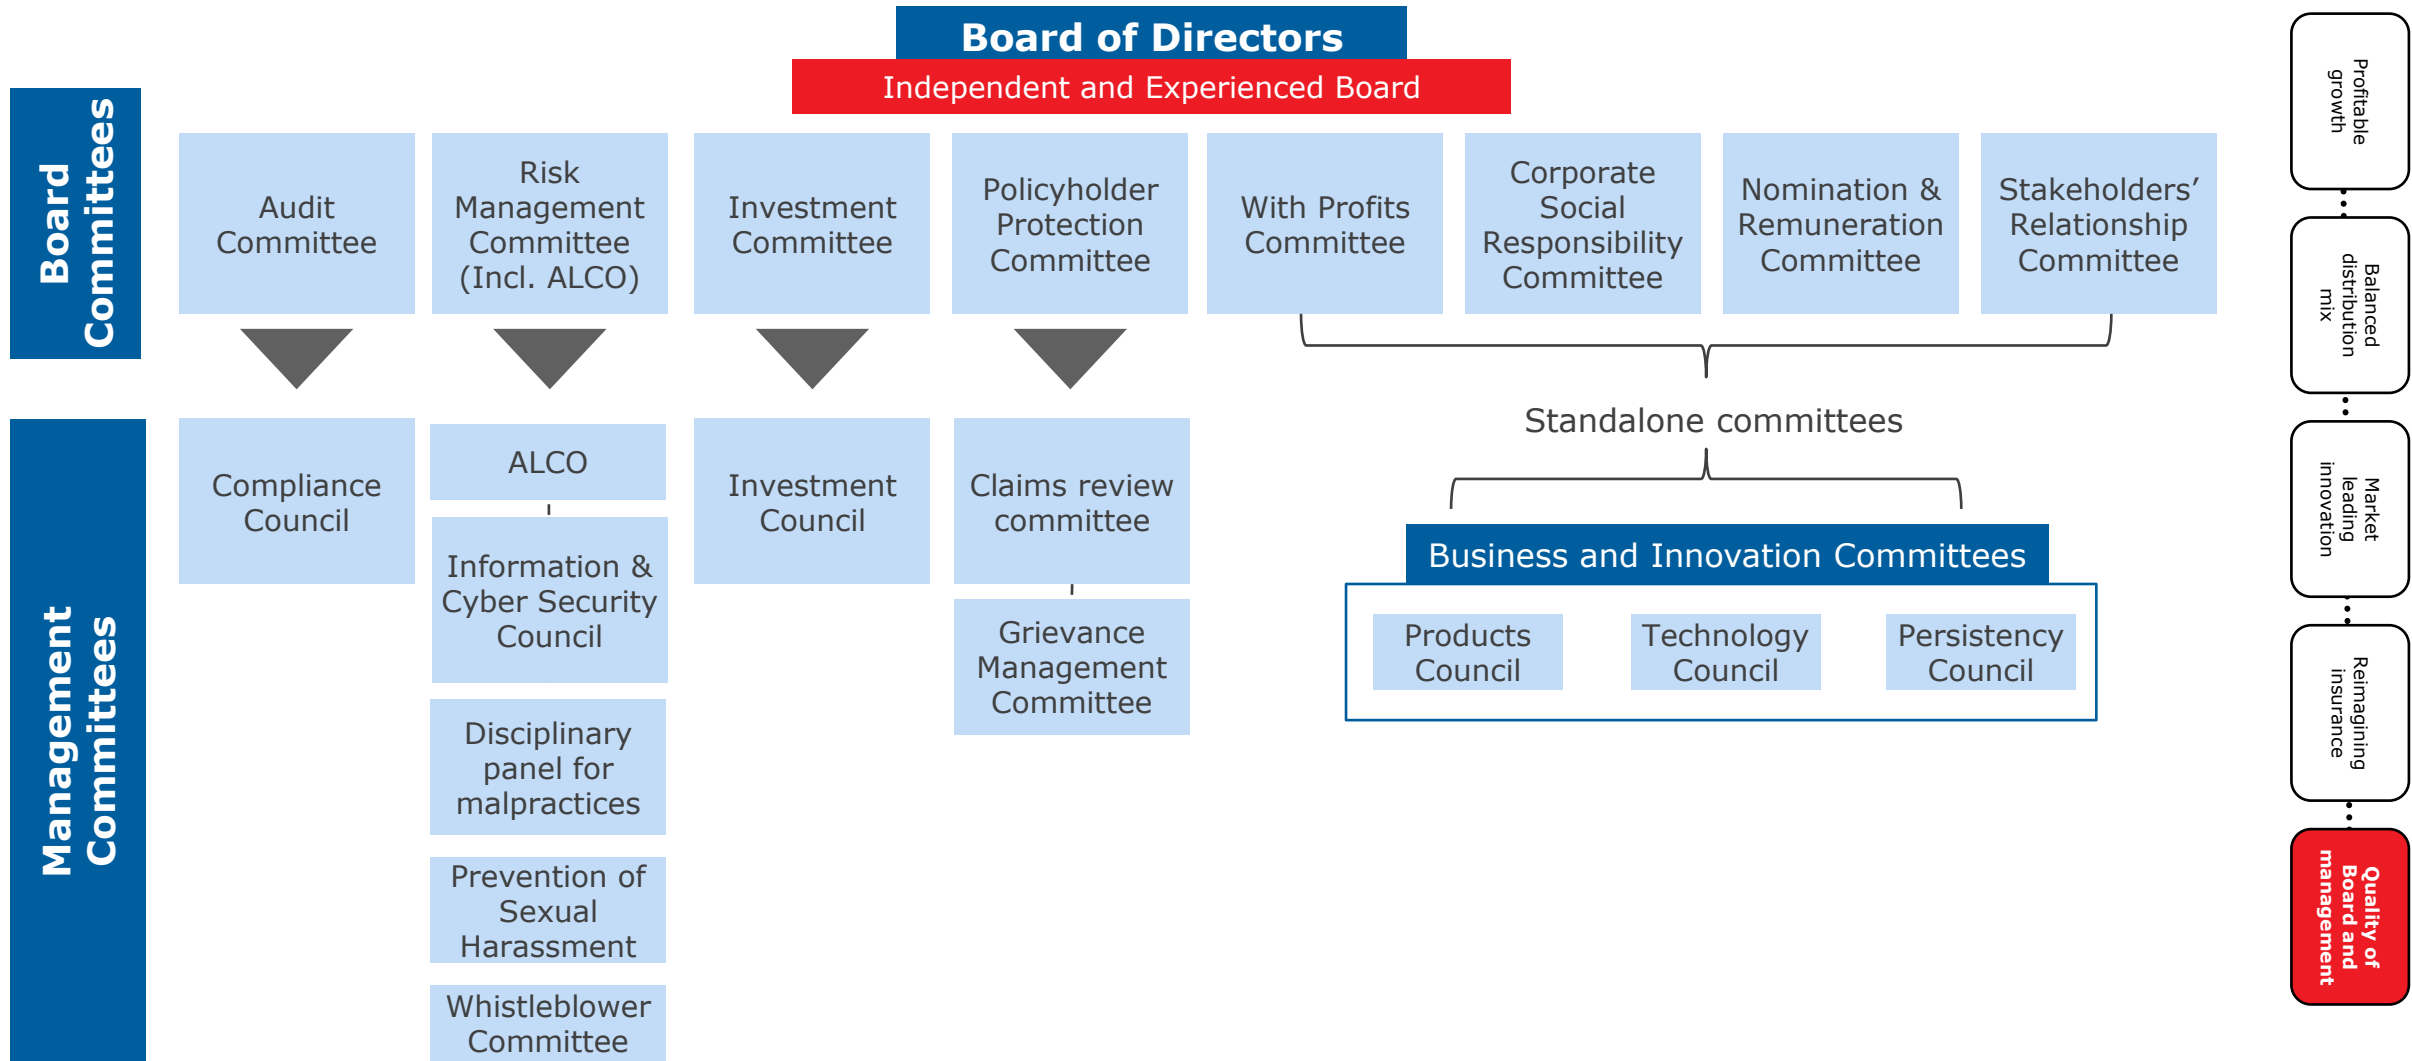 Board of Directors
Independent and Experienced Board
Board
Committees
Audit
Committee
Risk
Management
Committee
(Incl. ALCO)
Investment
Committee
Policyholder
Protection
Committee
With Profits
Committee
Corporate
Social
Responsibility
Committee
Nomination &
Remuneration
Committee
Stakeholders’
Relationship
Committee
Management
Committees
Compliance
Council
ALCO
Information &
Cyber Security
Council
Disciplinary
panel for
malpractices
Prevention of
Sexual
Harassment
Whistleblower
Committee
Investment
Council
Claims review
committee
Grievance
Management
Committee
Standalone committees
Business and Innovation Committees
Products
Council
Technology
Council
Persistency
Council
Profitable
growth
Balanced
distribution
mix
Market
leading
innovation
Reimagining
insurance
Quality of
Board and
management